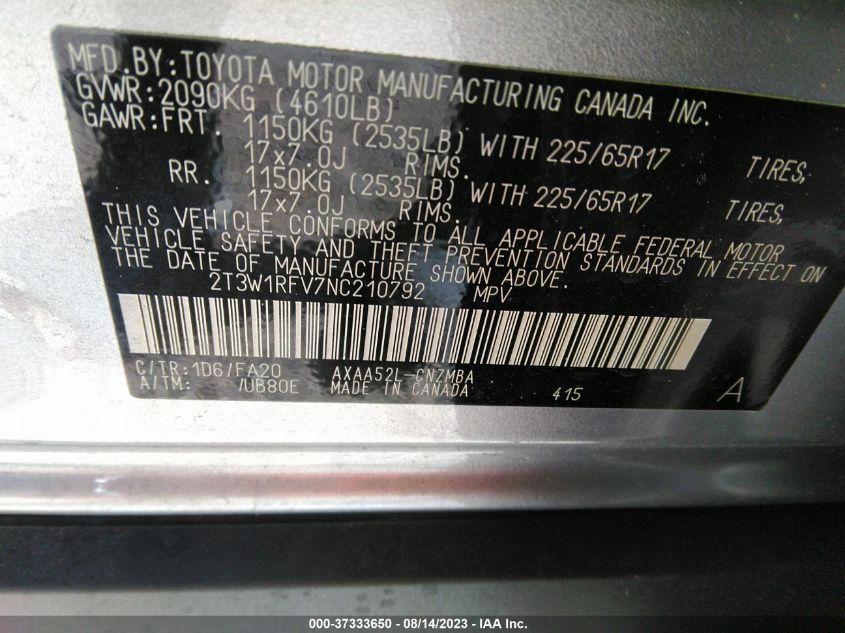 MFD.BY:TOYOTA MOTOR MANUFACTURING CANADA INC.
GVWR:2090KG (4610LB)
GAWR:FRT. 1150KG (2535LB) WITH 225/65R17 TIRES,
17x7.0J RIMS.
RR. 1150KG (2535LB) WITH 225/65R17 TIRES,
17x7.0J RIMS.
THIS VEHICLE CONFORMS TO ALL APPLICABLE FEDERAL MOTOR
VEHICLE SAFETY AND THEFT PREVENTION STANDARDS IN EFFECT ON
THE DATE OF MANUFACTURE SHOWN ABOVE.
2T3W1RFV7NC210792 MPV
C/TR:1D6/FA20 AXAA52L-CNZMBA
A/TM: /UB80E MADE IN CANADA 415 A
000-37333650 - 08/14/2023 - IAA Inc.